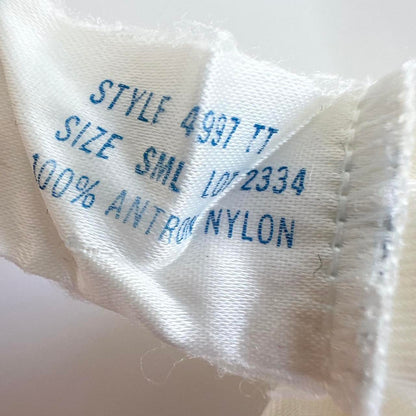 STYLE 4997 TT
SIZE SML LOT 2334
100% ANTRON NYLON